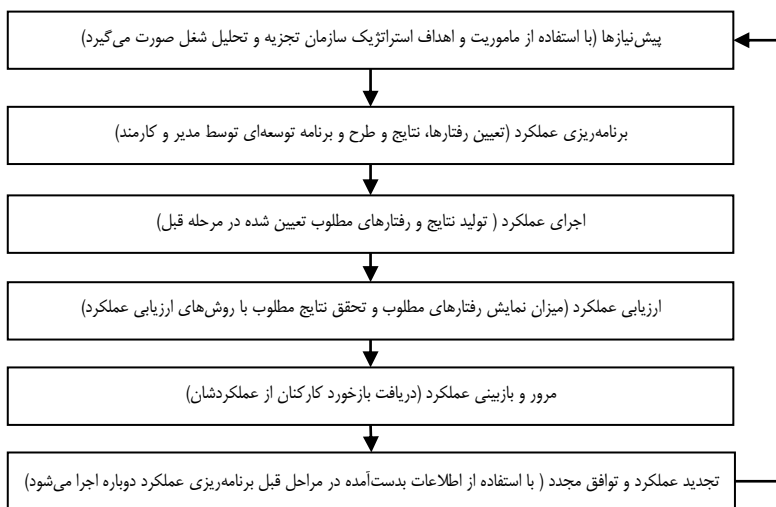 پیش‌نیازها (با استفاده از ماموریت و اهداف استراتژیک سازمان تجزیه و تحلیل شغل صورت می‌گیرد)
برنامه‌ریزی عملکرد (تعیین رفتارها، نتایج و طرح و برنامه توسعه‌ای توسط مدیر و کارمند)
اجرای عملکرد ( تولید نتایج و رفتارهای مطلوب تعیین شده در مرحله قبل)
ارزیابی عملکرد (میزان نمایش رفتارهای مطلوب و تحقق نتایج مطلوب با روش‌های ارزیابی عملکرد)
مرور و بازبینی عملکرد (دریافت بازخورد کارکنان از عملکردشان)
تجدید عملکرد و توافق مجدد ( با استفاده از اطلاعات بدست‌آمده در مراحل قبل برنامه‌ریزی عملکرد دوباره اجرا می‌شود)